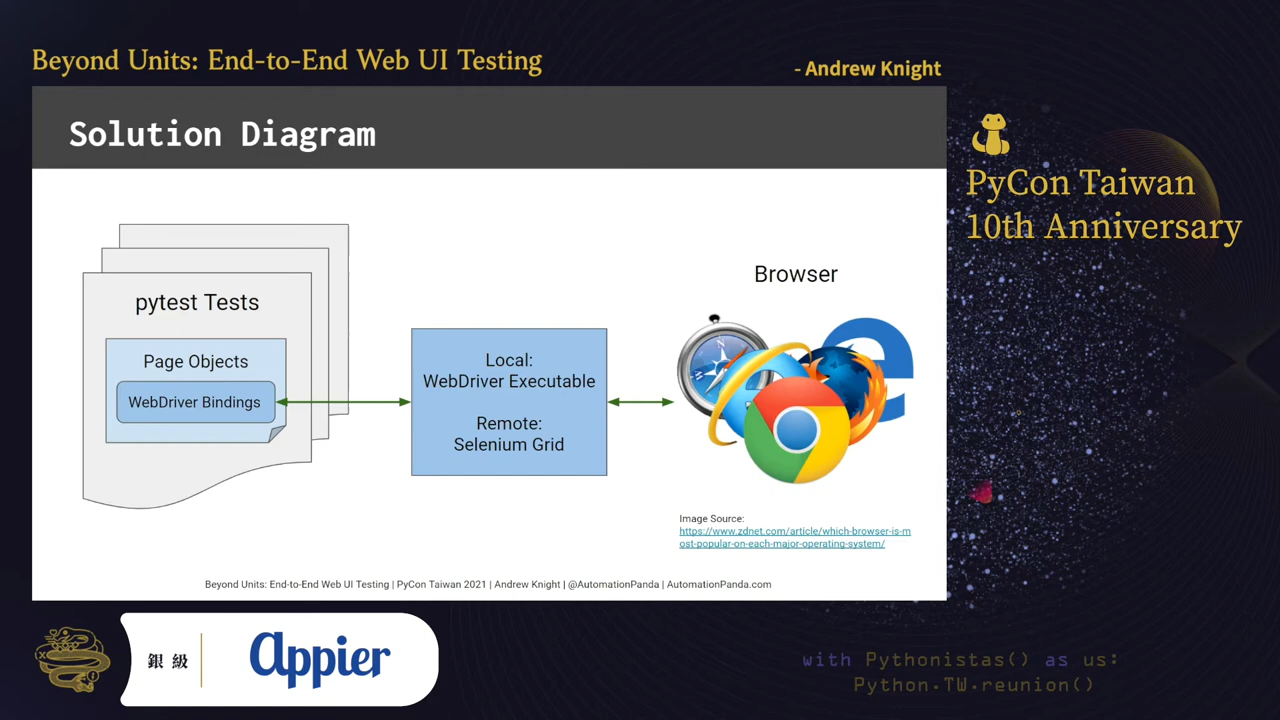 Beyond Units: End-to-End Web UI Testing
- Andrew Knight
Solution Diagram
PyCon Taiwan
10th Anniversary
pytest Tests
Page Objects
WebDriver Bindings
Local:
WebDriver Executable
Remote:
Selenium Grid
Browser
Image Source:
https://www.zdnet.com/article/which-browser-is-m
ost-popular-on-each-major-operating-system/
Beyond Units: End-to-End Web UI Testing | PyCon Taiwan 2021 | Andrew Knight | @AutomationPanda | AutomationPanda.com
銀級
Appier
with Pythonistas() as us:
Python.TW.reunion()